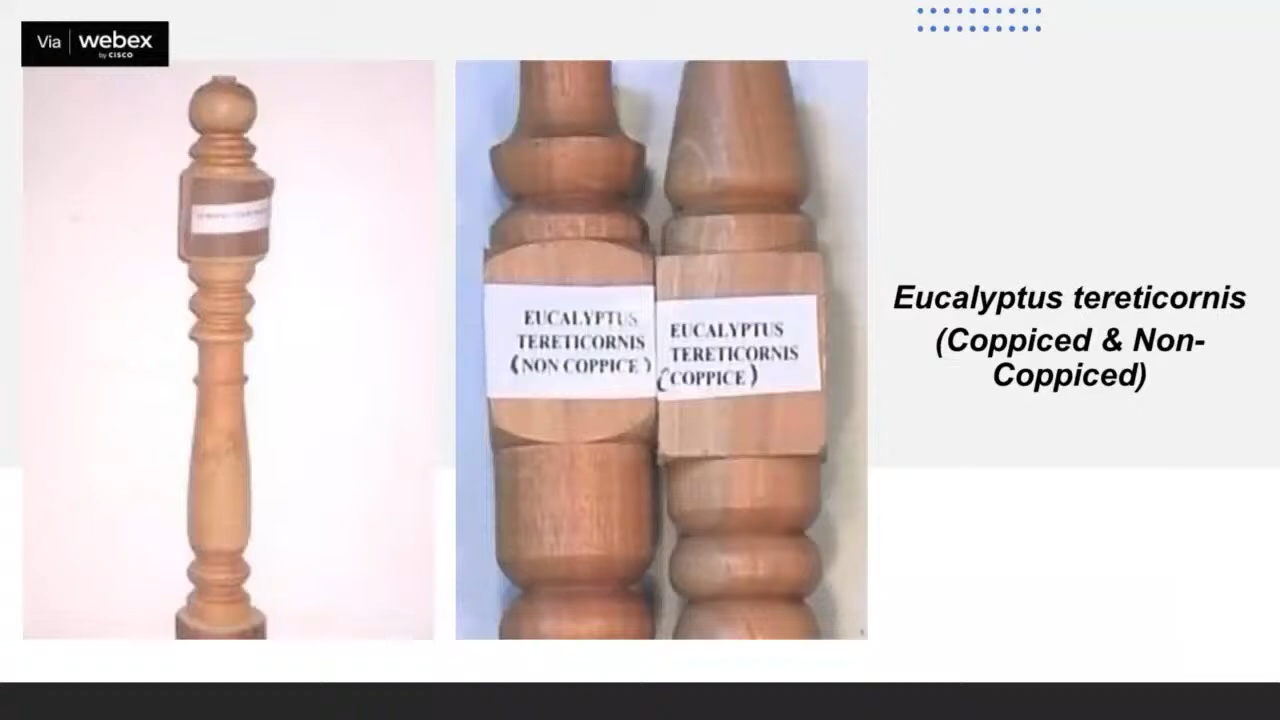 Via webex
by CISCO
EUCALYPTUS
TERETICORNIS
(NON COPPICE)
EUCALYPTUS
TERETICORNIS
(COPPICE)
Eucalyptus tereticornis
(Coppiced & Non-
Coppiced)